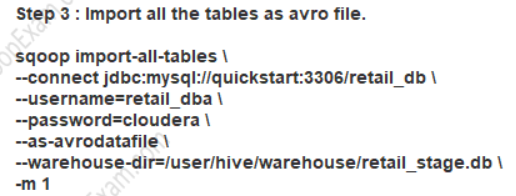 Step 3 : Import all the tables as avro file.
sqoop import-all-tables \
--connect jdbc:mysql://quickstart:3306/retail_db \
--username=retail_dba \
--password=cloudera \
--as-avrodatafile \
--warehouse-dir=/user/hive/warehouse/retail_stage.db \
-m 1